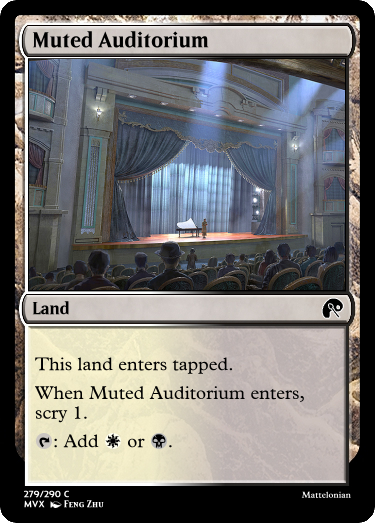 Muted Auditorium
Land
This land enters tapped.
When Muted Auditorium enters,
scry 1.
: Add or .
279/290 C
MVX Feng Zhu
Mattelonian